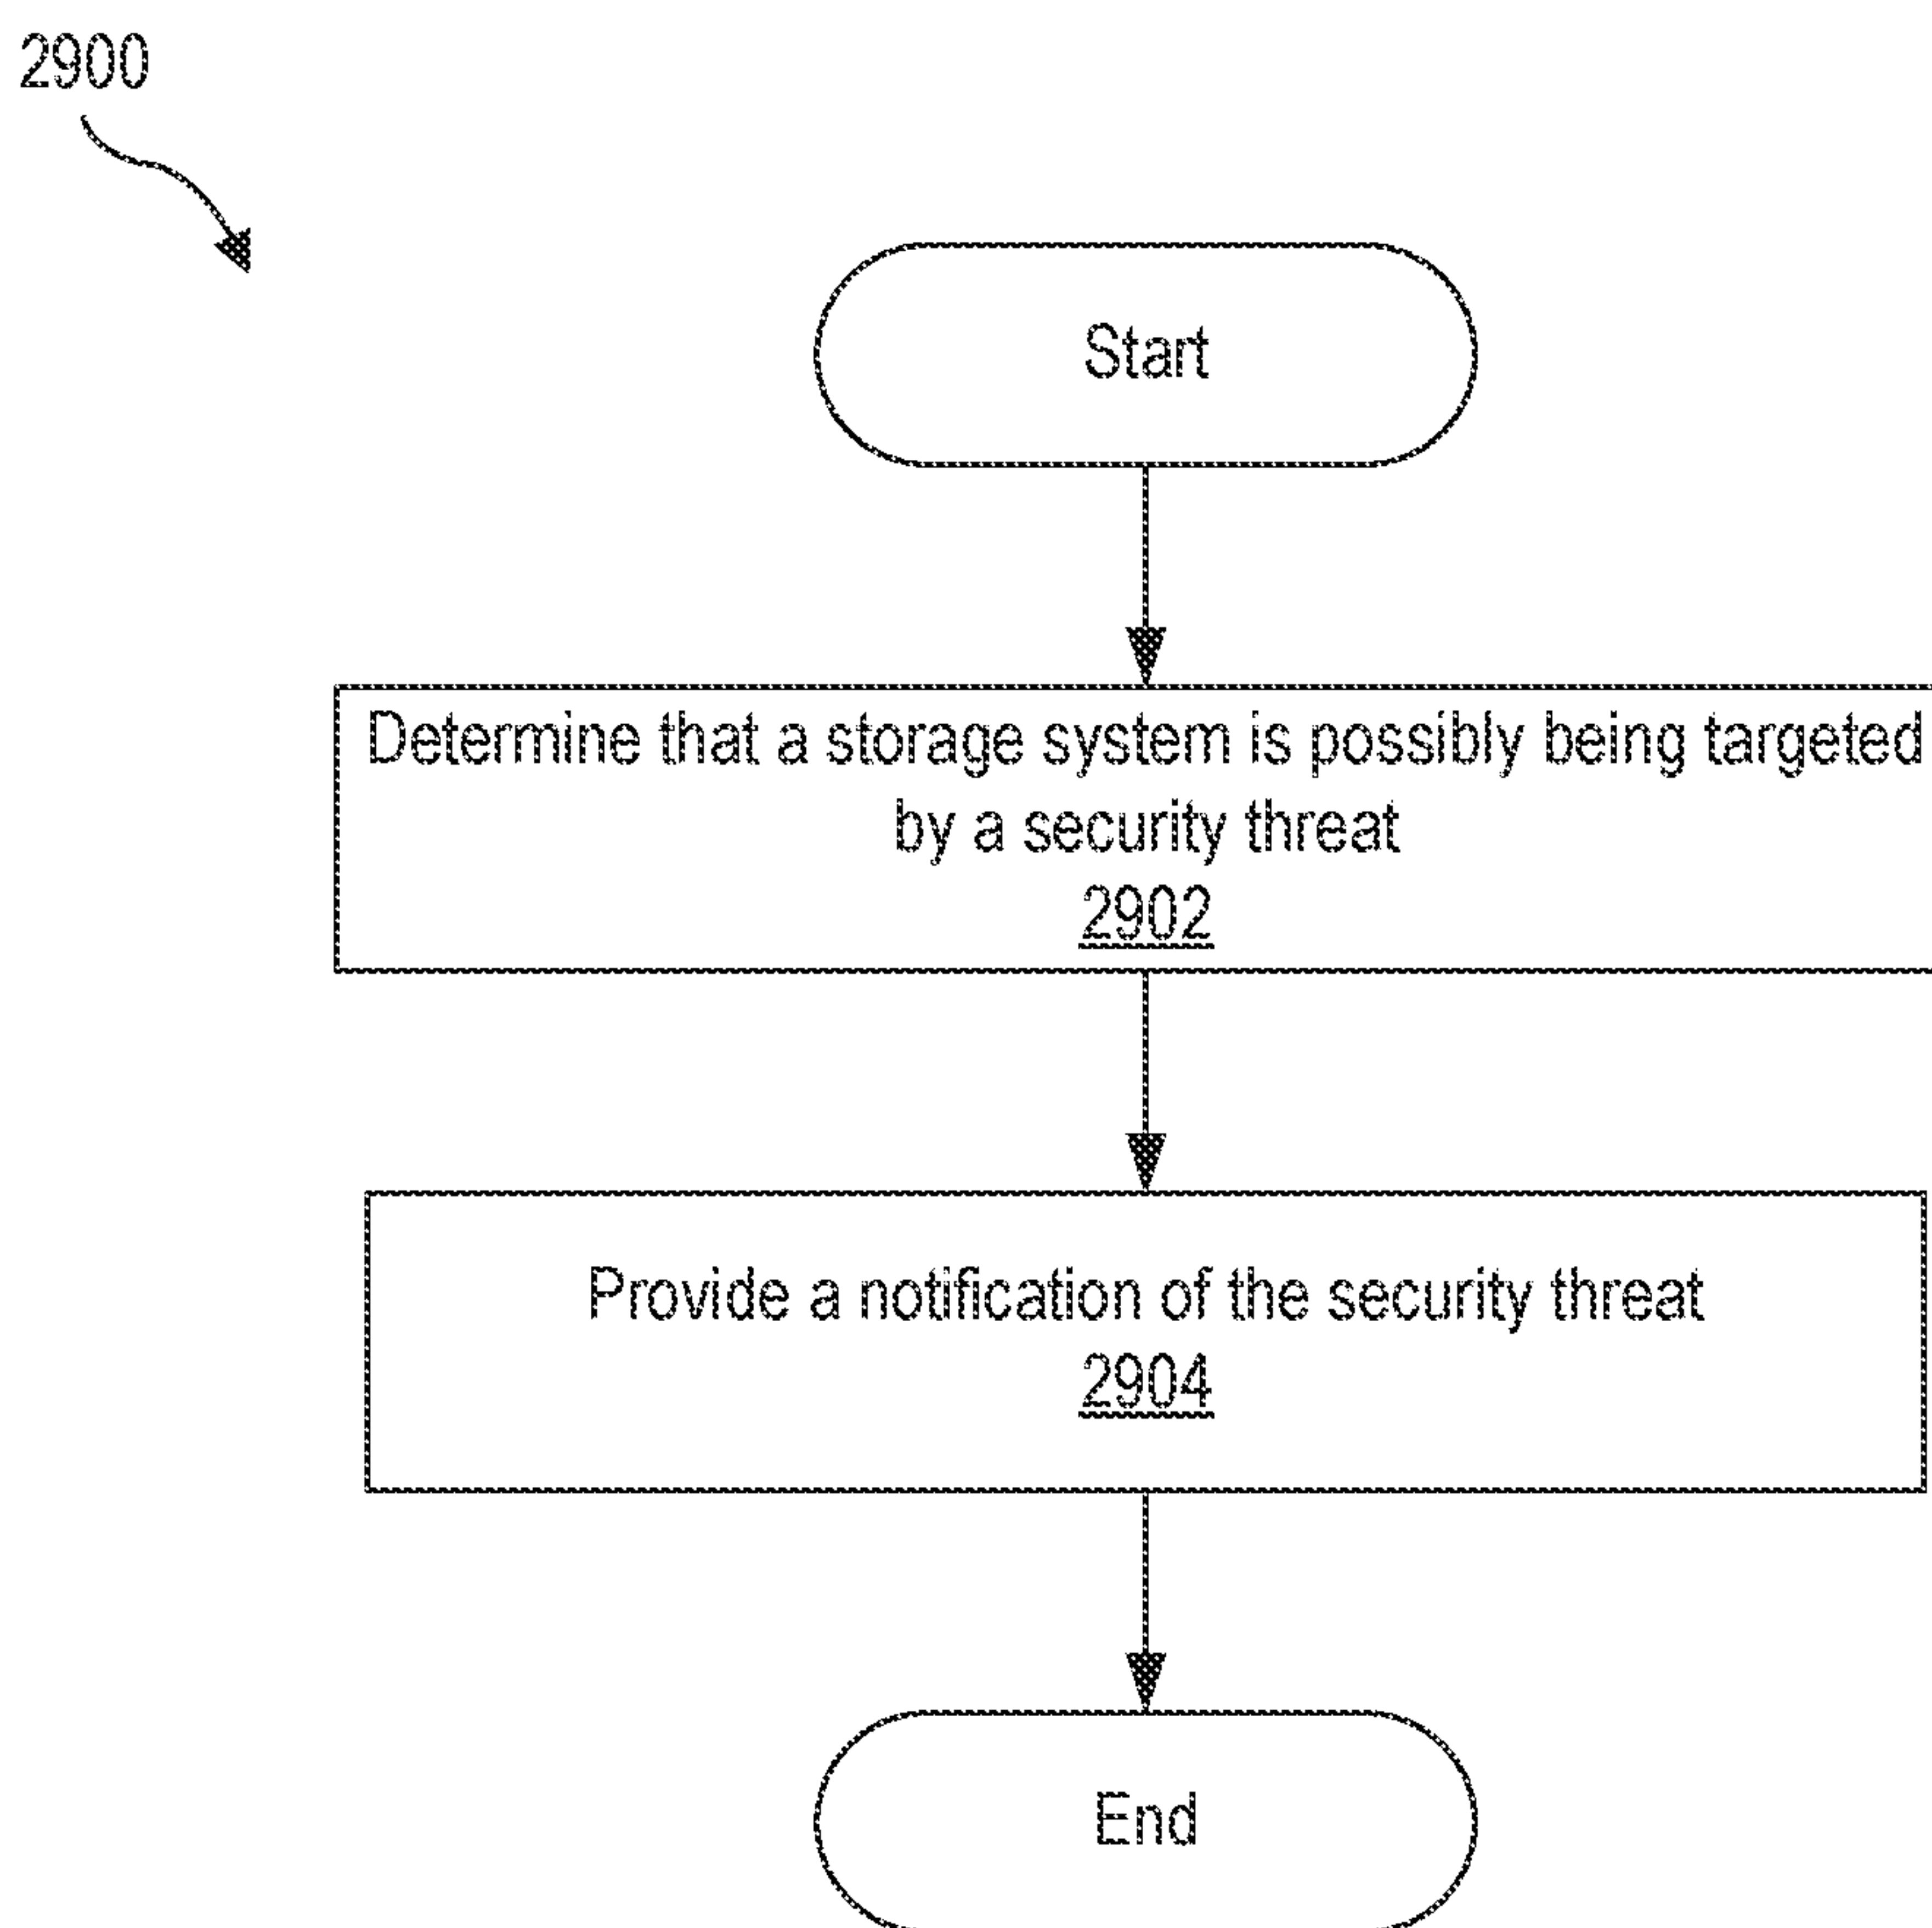 2900
Start
Determine that a storage system is possibly being targeted
by a security threat
2902
Provide a notification of the security threat
2904
End